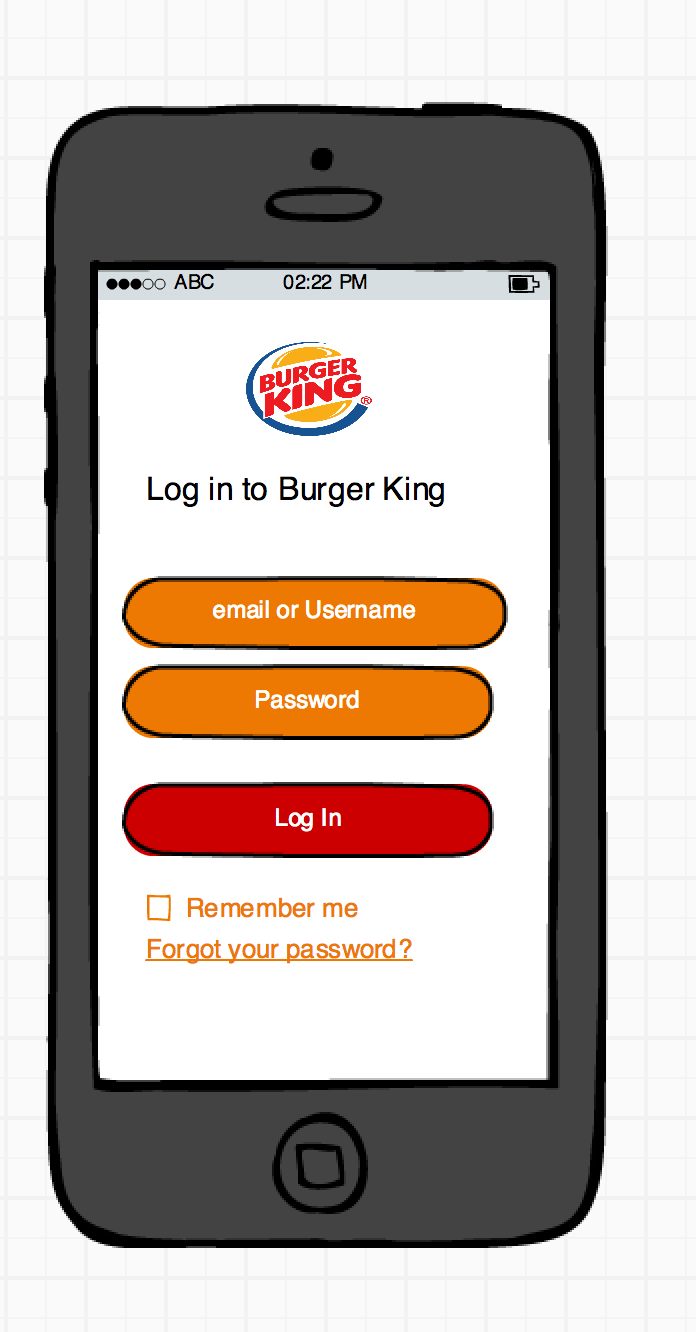 ●●●○○ ABC 02:22 PM
BURGER
KING®
Log in to Burger King
email or Username
Password
Log In
Remember me
Forgot your password?